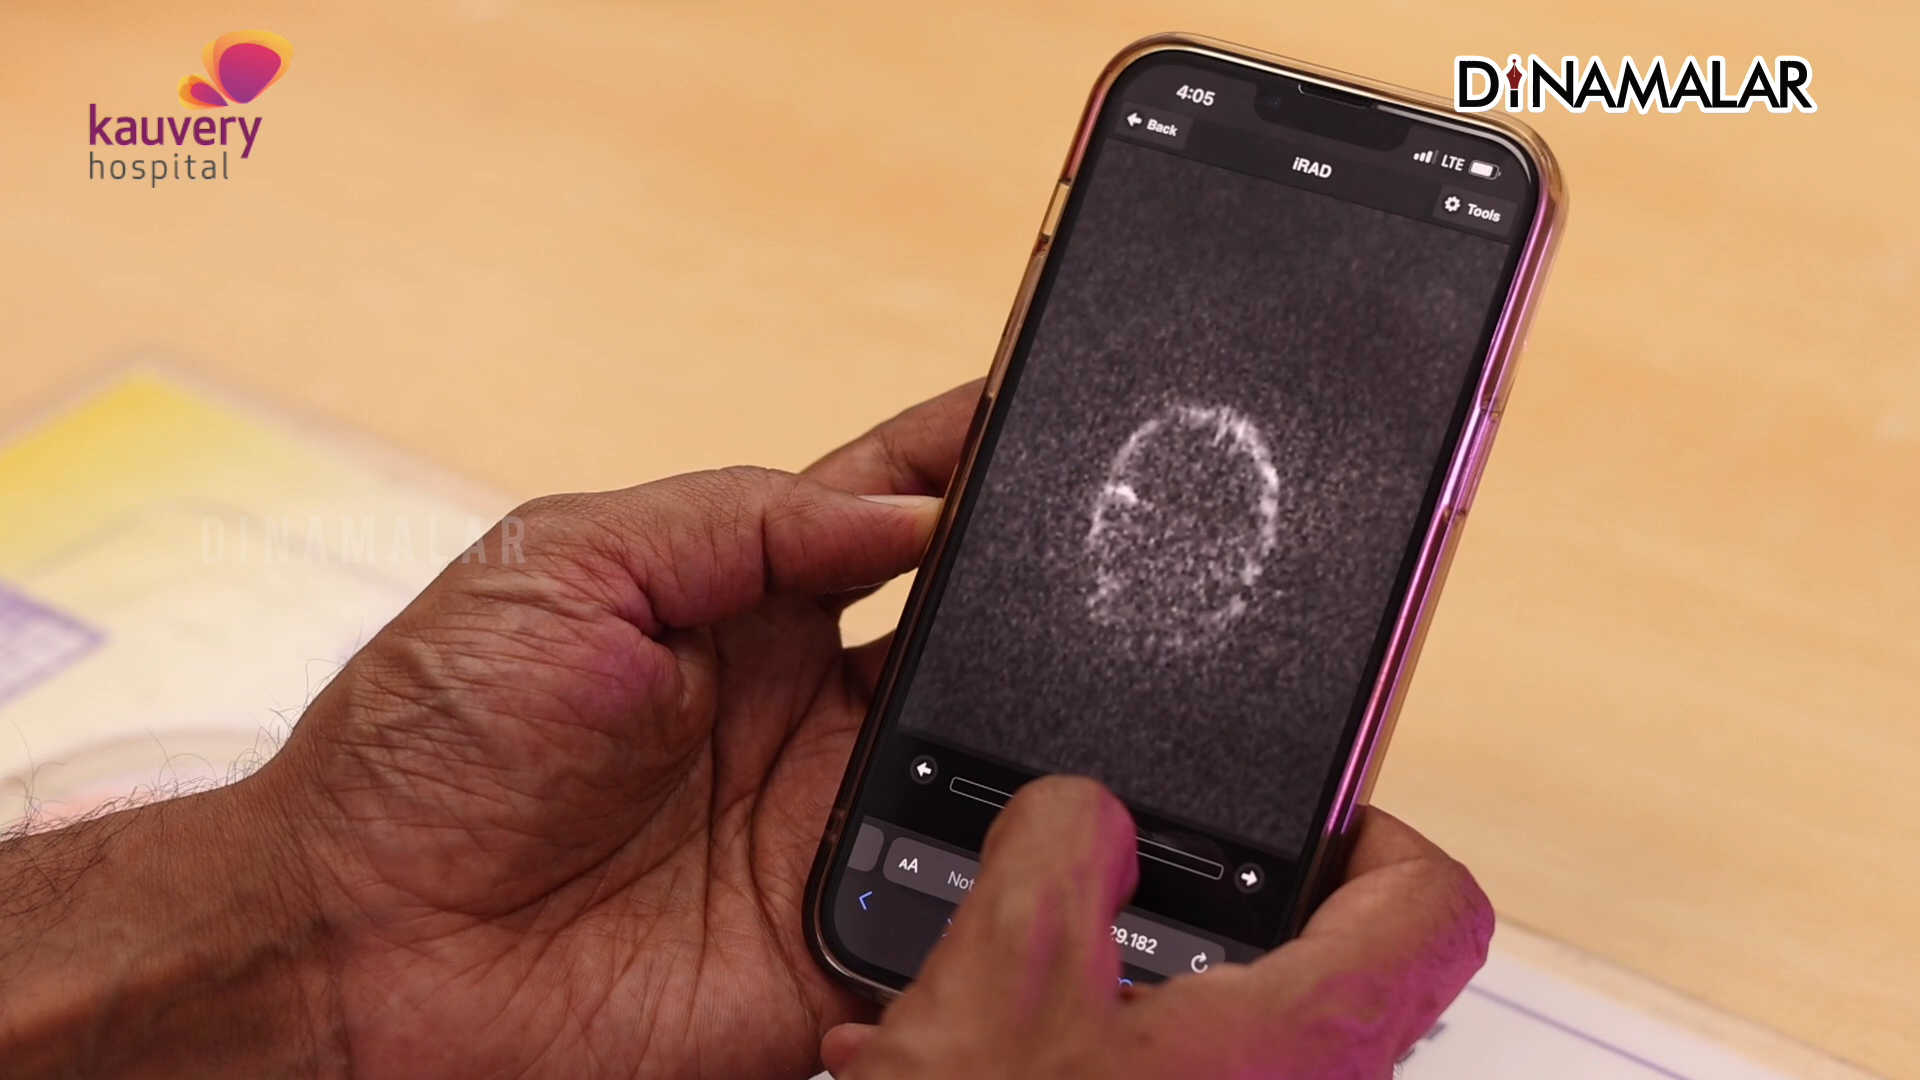 kauvery
hospital
DINAMALAR
4:05
LTE
Back
iRAD
Tools
DINAMALAR
AA
Not
29.182